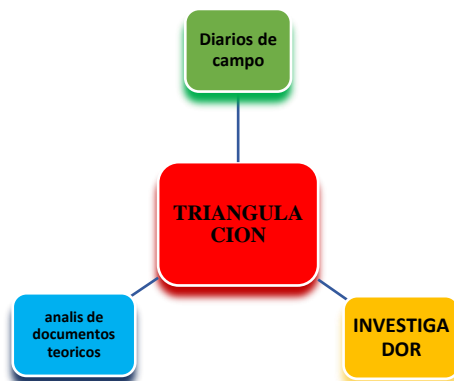 Diarios de
campo
TRIANGULA
CION
analis de
documentos
teoricos
INVESTIGA
DOR